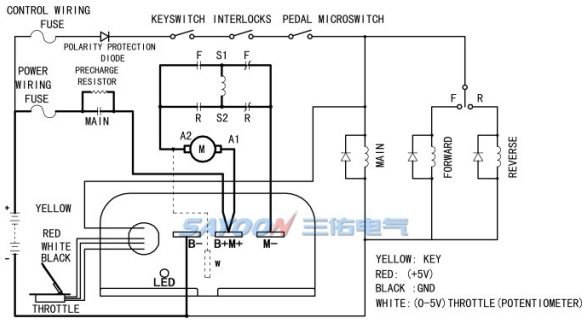 CONTROL WIRING
FUSE
KEYSWITCH INTERLOCKS PEDAL MICROSWITCH
POLARITY PROTECTION
DIODE
POWER
WIRING
FUSE
PRECHARGE
RESISTOR
MAIN
F S1 F
R S2 R
A2 M A1
F R
MAIN
FORWARD
REVERSE
+
-
YELLOW
RED
WHITE
BLACK
THROTTLE
SAYOON 三佑电气
B- B+M+ M-
W
LED
YELLOW: KEY
RED: (+5V)
BLACK :GND
WHITE: (0-5V) THROTTLE(POTENTIOMETER)